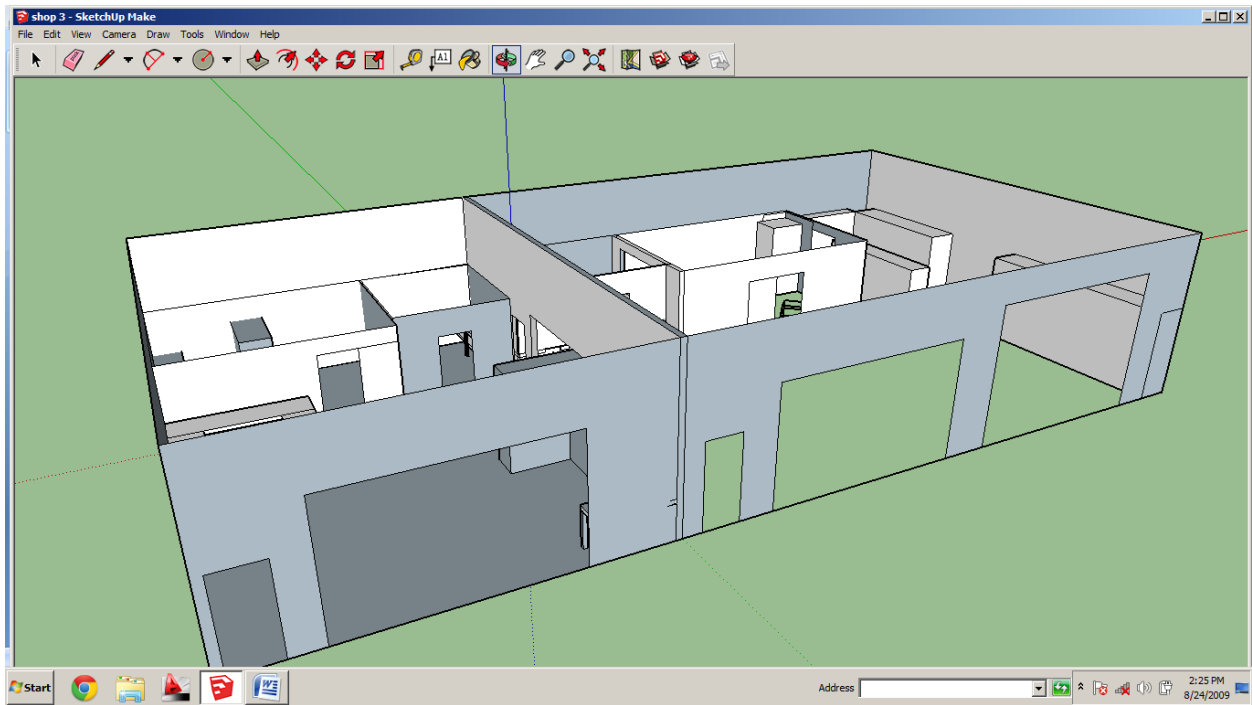 shop 3 - SketchUp Make
File Edit View Camera Draw Tools Window Help
A1
Start
W
Address
2:25 PM
8/24/2009